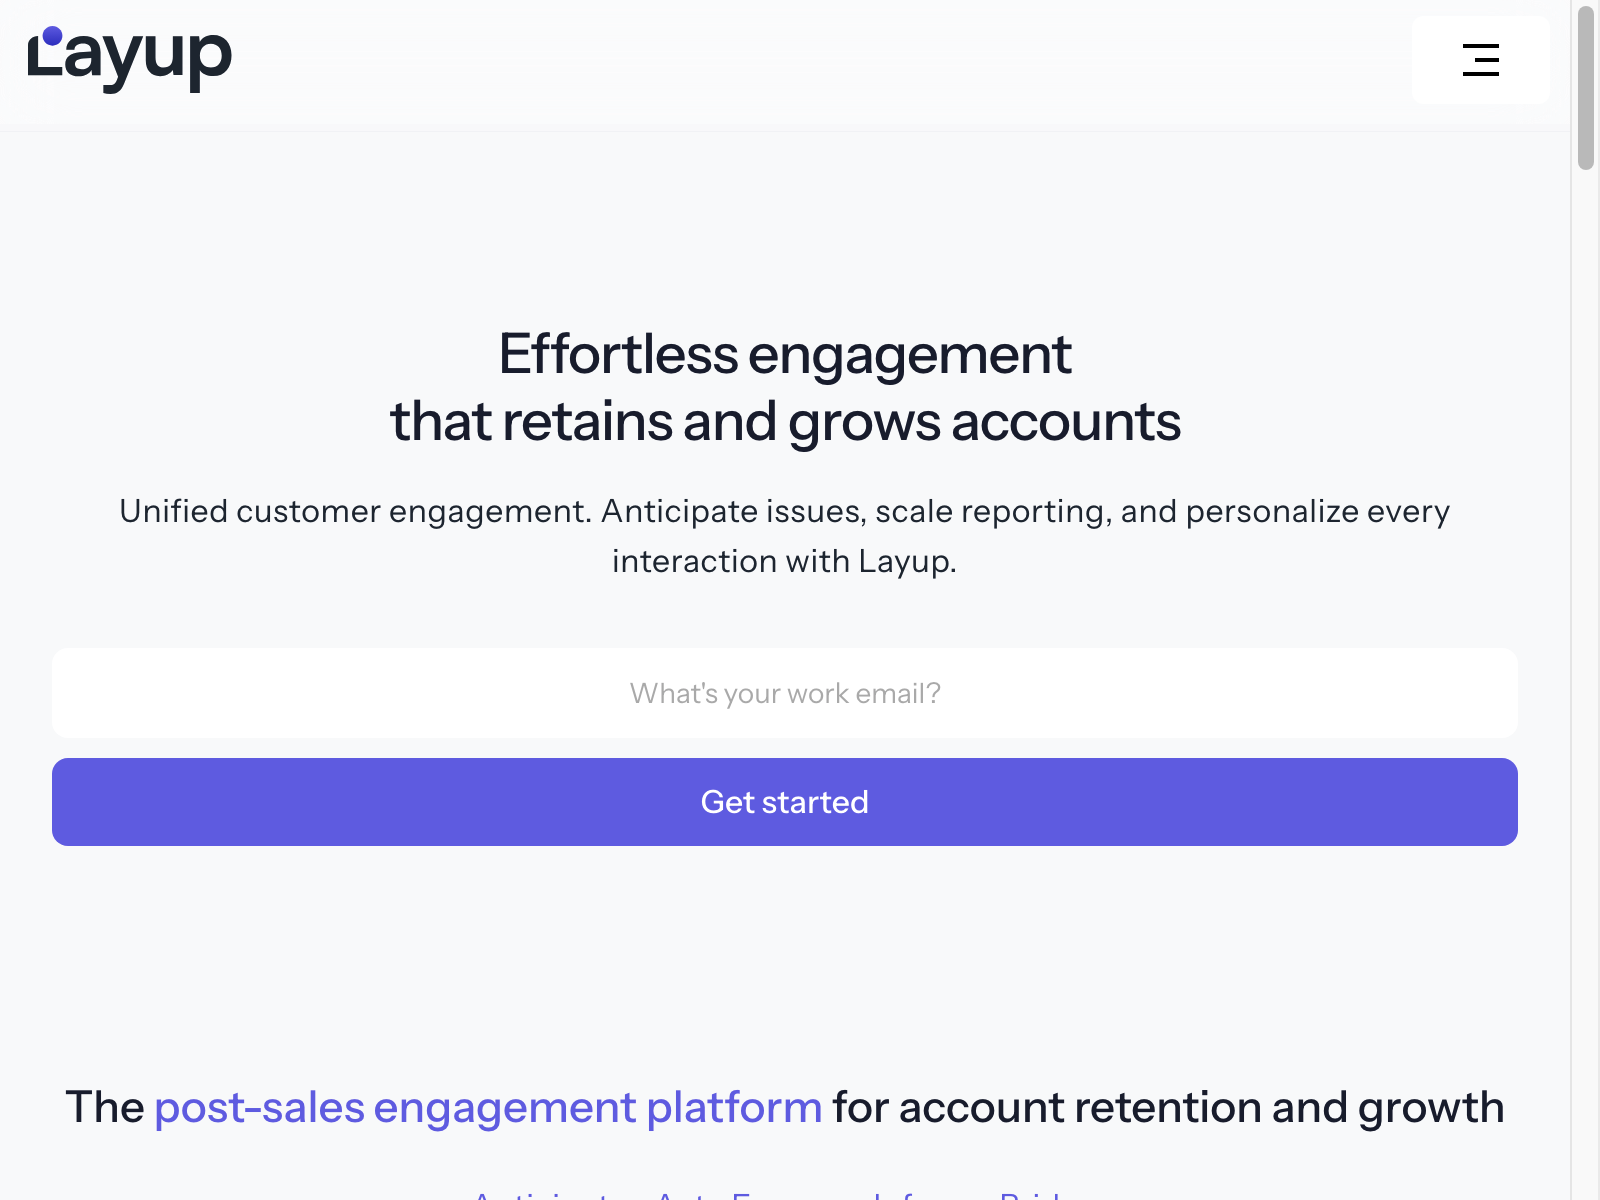 Layup
Effortless engagement
that retains and grows accounts
Unified customer engagement. Anticipate issues, scale reporting, and personalize every
interaction with Layup.
What's your work email?
Get started
The post-sales engagement platform for account retention and growth